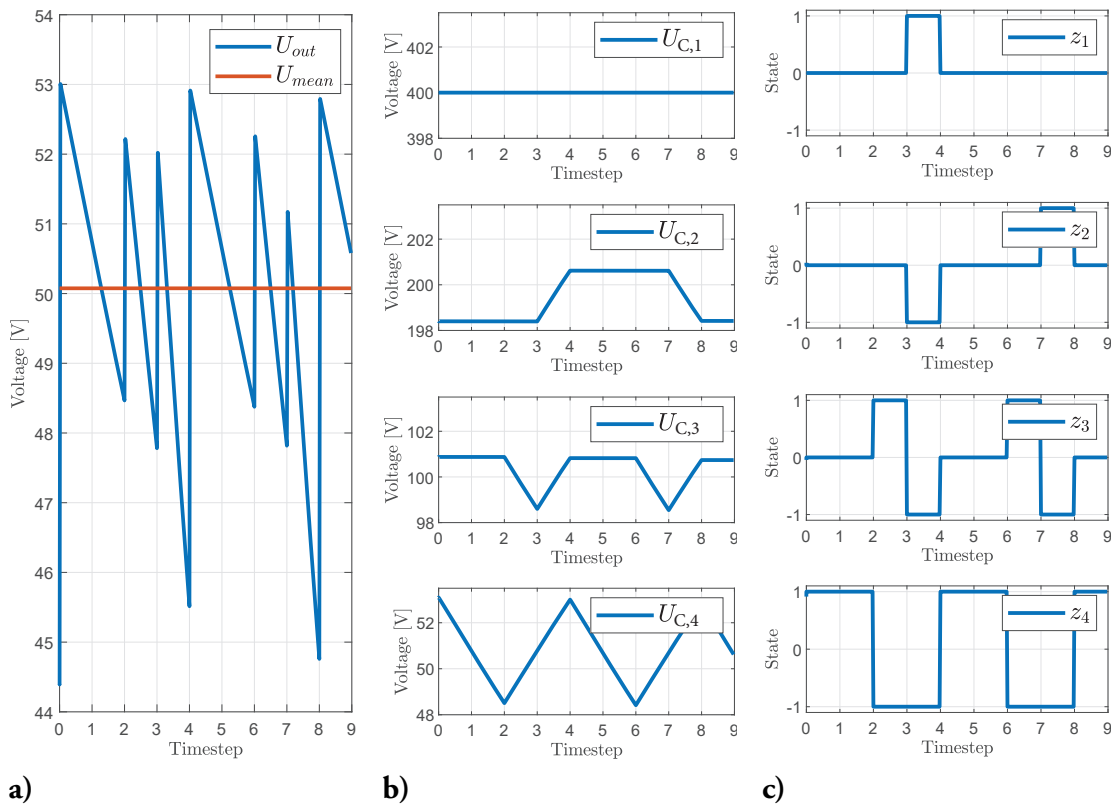 54
53
52
51
50
49
48
47
46
45
44
Voltage [V]
U_out
U_mean
0 1 2 3 4 5 6 7 8 9
Timestep
a)
402
400
398
Voltage [V]
U_C,1
0 1 2 3 4 5 6 7 8 9
Timestep
202
200
198
Voltage [V]
U_C,2
0 1 2 3 4 5 6 7 8 9
Timestep
102
100
98
Voltage [V]
U_C,3
0 1 2 3 4 5 6 7 8 9
Timestep
52
50
48
Voltage [V]
U_C,4
0 1 2 3 4 5 6 7 8 9
Timestep
b)
1
0
-1
State
z_1
0 1 2 3 4 5 6 7 8 9
Timestep
1
0
-1
State
z_2
0 1 2 3 4 5 6 7 8 9
Timestep
1
0
-1
State
z_3
0 1 2 3 4 5 6 7 8 9
Timestep
1
0
-1
State
z_4
0 1 2 3 4 5 6 7 8 9
Timestep
c)